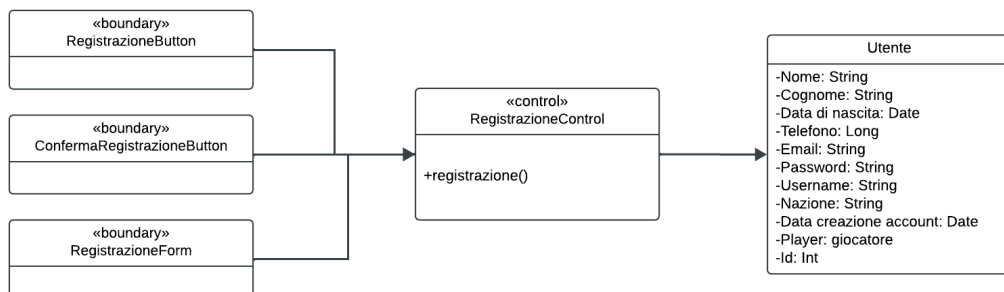 «boundary»
RegistrazioneButton
«boundary»
ConfermaRegistrazioneButton
«boundary»
RegistrazioneForm
«control»
RegistrazioneControl
+registrazione()
Utente
-Nome: String
-Cognome: String
-Data di nascita: Date
-Telefono: Long
-Email: String
-Password: String
-Username: String
-Nazione: String
-Data creazione account: Date
-Player: giocatore
-Id: Int